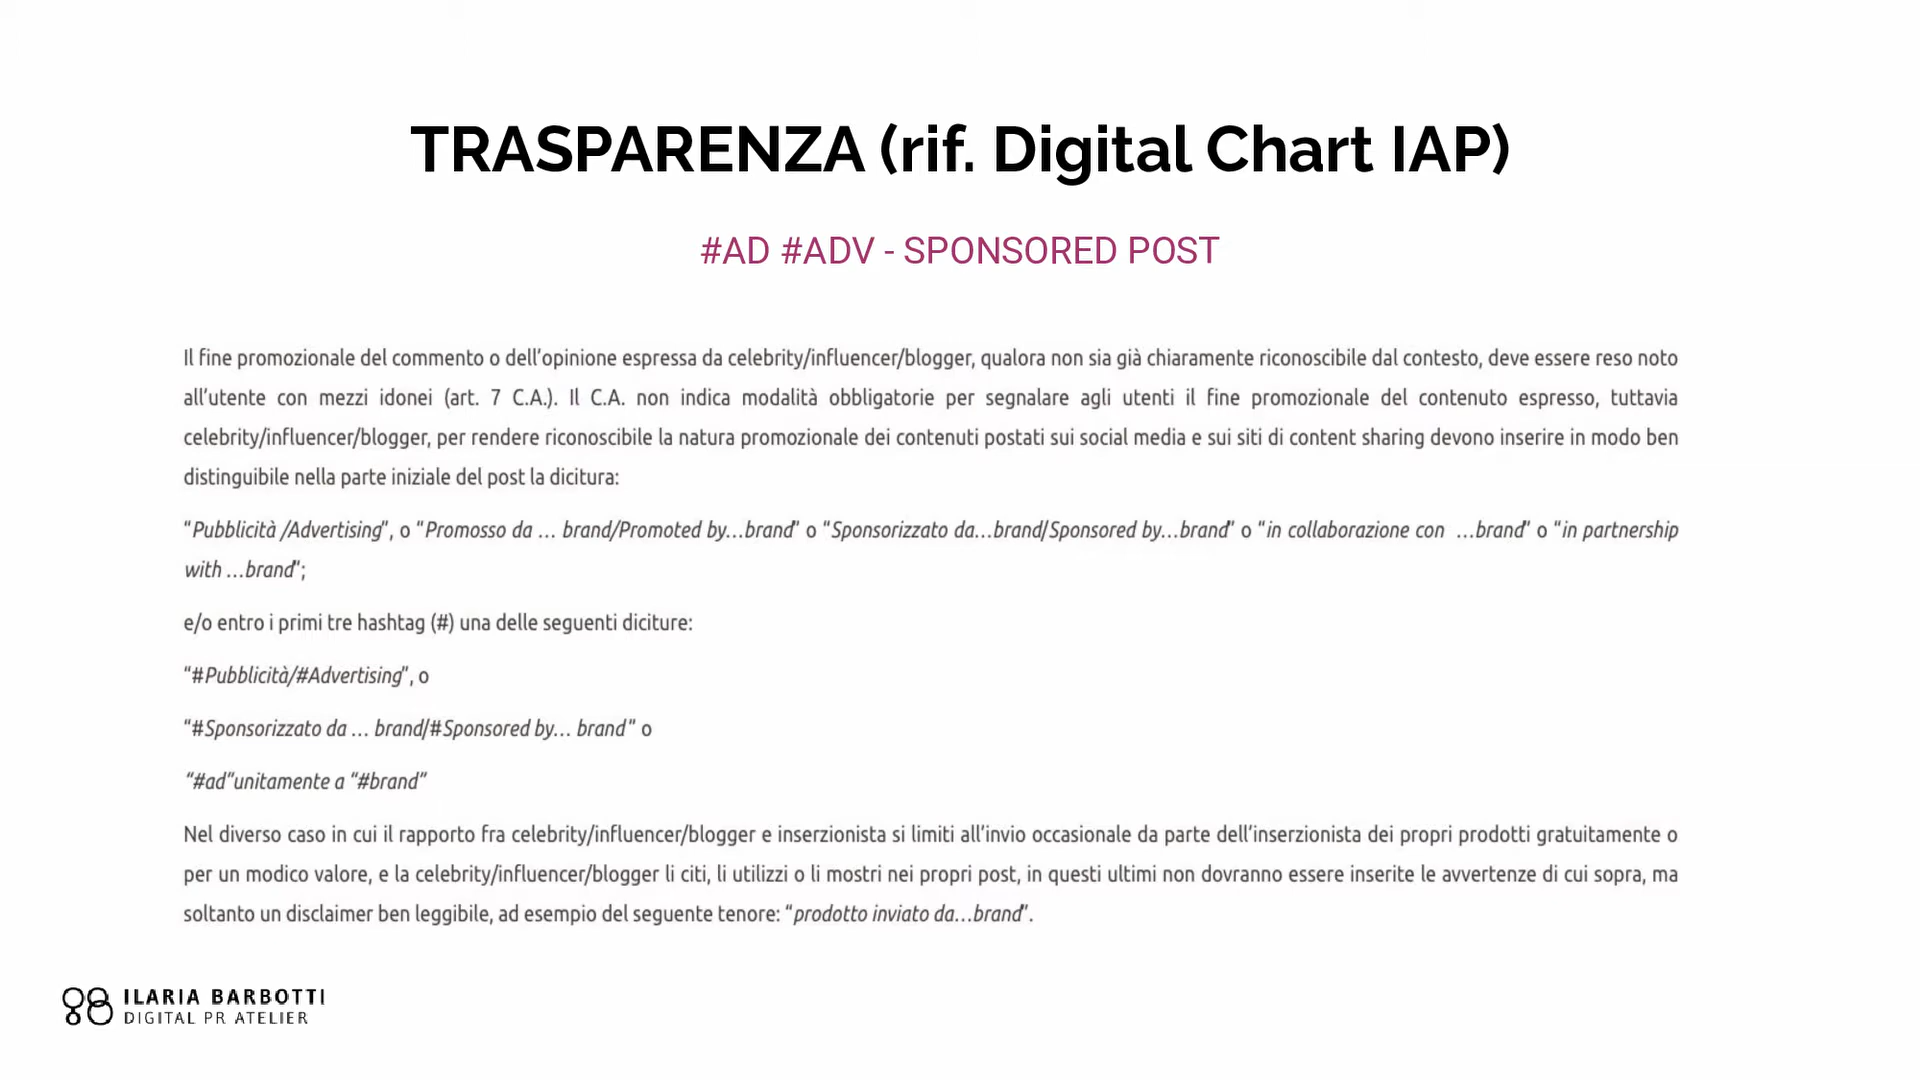 TRASPARENZA (rif. Digital Chart IAP)
#AD #ADV - SPONSORED POST
Il fine promozionale del commento o dell’opinione espressa da celebrity/influencer/blogger, qualora non sia già chiaramente riconoscibile dal contesto, deve essere reso noto
all’utente con mezzi idonei (art. 7 C.A.). Il C.A. non indica modalità obbligatorie per segnalare agli utenti il fine promozionale del contenuto espresso, tuttavia
celebrity/influencer/blogger, per rendere riconoscibile la natura promozionale dei contenuti postati sui social media e sui siti di content sharing devono inserire in modo ben
distinguibile nella parte iniziale del post la dicitura:
“Pubblicità /Advertising”, o “Promosso da … brand/Promoted by…brand” o “Sponsorizzato da…brand/Sponsored by…brand” o “in collaborazione con …brand” o “in partnership
with …brand”;
e/o entro i primi tre hashtag (#) una delle seguenti diciture:
“#Pubblicità/#Advertising”, o
“#Sponsorizzato da … brand/#Sponsored by… brand” o
“#ad”unitamente a “#brand”
Nel diverso caso in cui il rapporto fra celebrity/influencer/blogger e inserzionista si limiti all’invio occasionale da parte dell’inserzionista dei propri prodotti gratuitamente o
per un modico valore, e la celebrity/influencer/blogger li citi, li utilizzi o li mostri nei propri post, in questi ultimi non dovranno essere inserite le avvertenze di cui sopra, ma
soltanto un disclaimer ben leggibile, ad esempio del seguente tenore: “prodotto inviato da…brand”.
ILARIA BARBOTTI
DIGITAL PR ATELIER